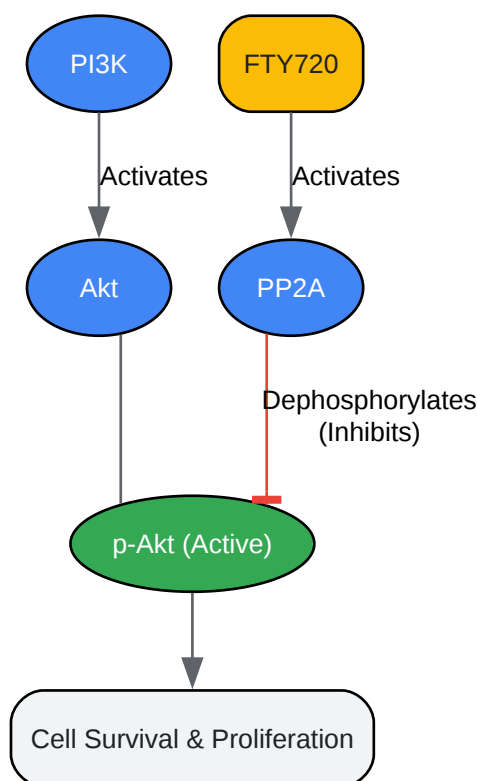 PI3K
FTY720
Activates
Activates
Akt
PP2A
Dephosphorylates
(Inhibits)
p-Akt (Active)
Cell Survival & Proliferation